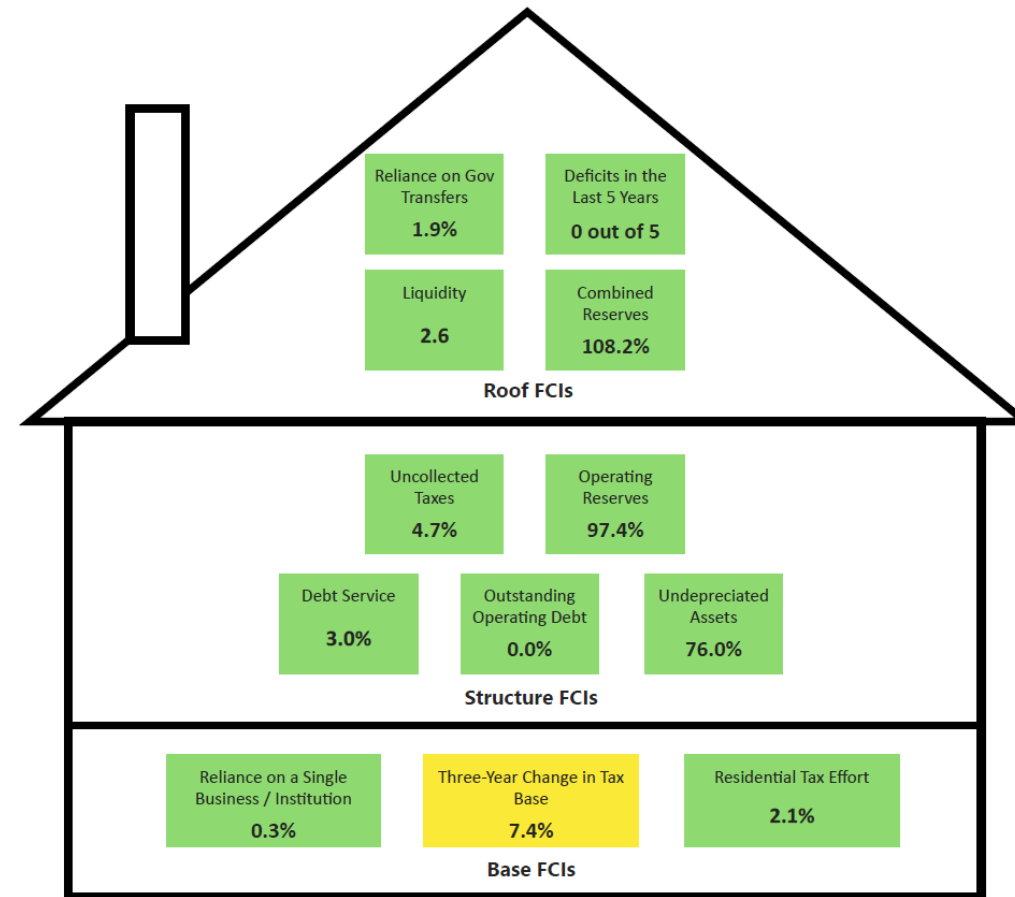 Reliance on Gov
Transfers
1.9%
Deficits in the
Last 5 Years
0 out of 5
Liquidity
2.6
Combined
Reserves
108.2%
Roof FCIs
Uncollected
Taxes
4.7%
Operating
Reserves
97.4%
Debt Service
3.0%
Outstanding
Operating Debt
0.0%
Undepreciated
Assets
76.0%
Structure FCIs
Reliance on a Single
Business / Institution
0.3%
Three-Year Change in Tax
Base
7.4%
Residential Tax Effort
2.1%
Base FCIs